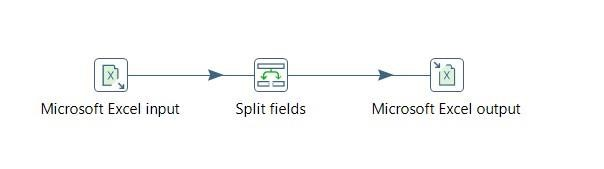 Microsoft Excel input
Split fields
Microsoft Excel output